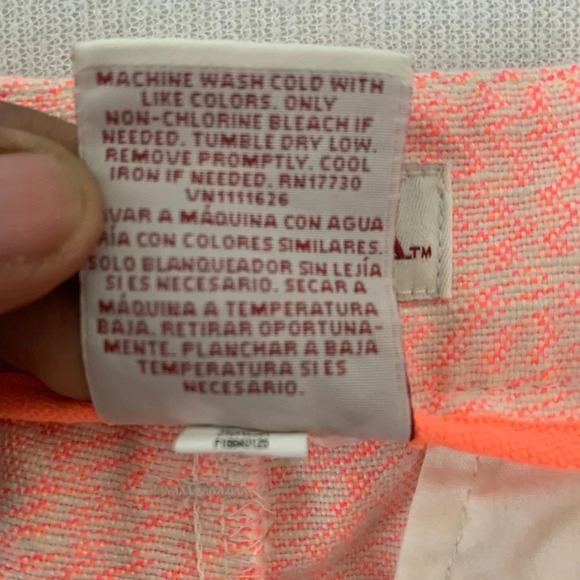 MACHINE WASH COLD WITH
LIKE COLORS. ONLY
NON-CHLORINE BLEACH IF
NEEDED. TUMBLE DRY LOW.
REMOVE PROMPTLY. COOL
IRON IF NEEDED. RN17730
VN1111626
A MÁQUINA CON AGUA
CON COLORES SIMILARES.
SOLO BLANQUEADOR SIN LEJÍA
SI ES NECESARIO. SECAR A
MÁQUINA A TEMPERATURA
BAJA. RETIRAR OPORTUNA-
MENTE. PLANCHAR A BAJA
TEMPERATURA SI ES
NECESARIO.
TM